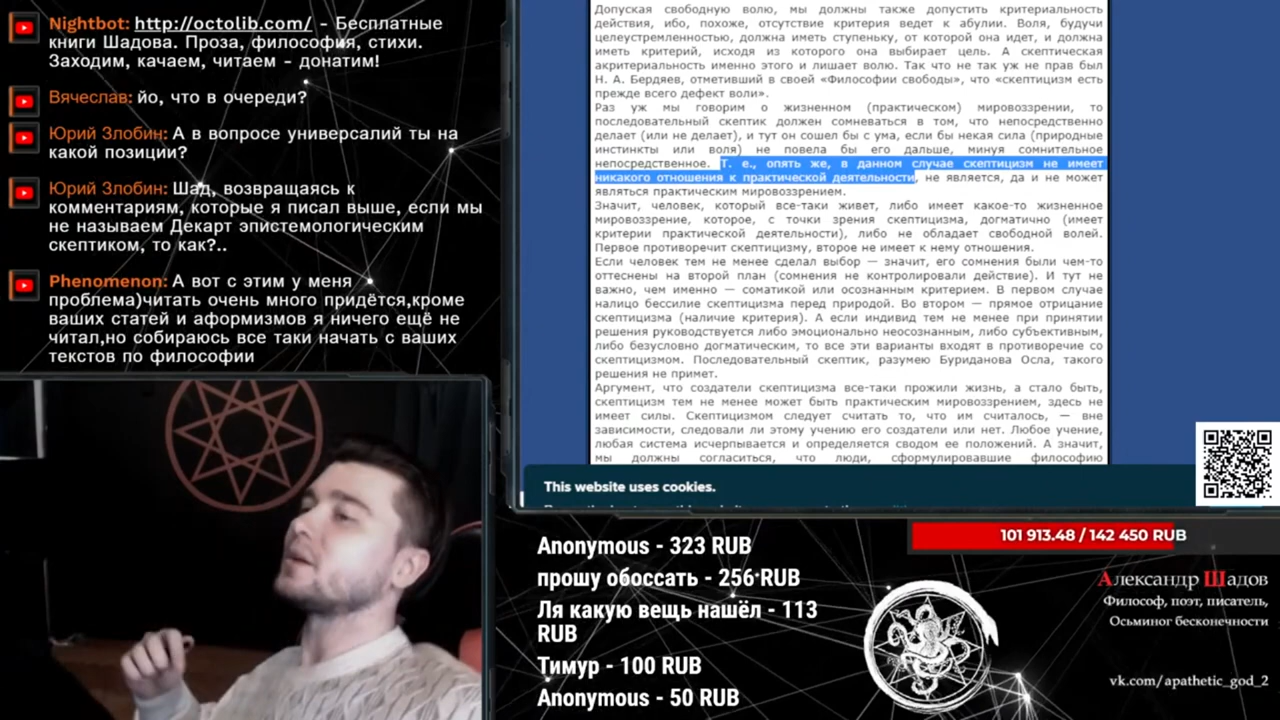 Nightbot: http://octolib.com/ - Бесплатные
книги Шадова. Проза, философия, стихи.
Заходим, качаем, читаем - донатим!
Вячеслав: йо, что в очереди?
Юрий Злобин: А в вопросе универсалий ты на
какой позиции?
Юрий Злобин: Шад, возвращаясь к
комментариям, которые я писал выше, если мы
не называем Декарт эпистемологическим
скептиком, то как?..
Phenomenon: А вот с этим у меня
проблема)читать очень много придётся,кроме
ваших статей и аформизмов я ничего ещё не
читал,но собираюсь все таки начать с ваших
текстов по философии
Допуская свободную волю, мы должны также допустить критериальность
действия, ибо, похоже, отсутствие критерия ведет к абулии. Воля, будучи
целеустремленностью, должна иметь ступеньку, от которой она идет, и должна
иметь критерий, исходя из которого она выбирает цель. А скептическая
акритериальность именно этого и лишает волю. Так что не так уж не прав был
Н. А. Бердяев, отметивший в своей «Философии свободы», что «скептицизм есть
прежде всего дефект воли».
Раз уж мы говорим о жизненном (практическом) мировоззрении, то
последовательный скептик должен сомневаться в том, что непосредственно
делает (или не делает), и тут он сошел бы с ума, если бы некая сила (природные
инстинкты или воля) не повела бы его дальше, минуя сомнительное
непосредственное. Т. е., опять же, в данном случае скептицизм не имеет
никакого отношения к практической деятельности, не является, да и не может
являться практическим мировоззрением.
Значит, человек, который все-таки живет, либо имеет какое-то жизненное
мировоззрение, которое, с точки зрения скептицизма, догматично (имеет
критерии практической деятельности), либо не обладает свободной волей.
Первое противоречит скептицизму, второе не имеет к нему отношения.
Если человек тем не менее сделал выбор — значит, его сомнения были чем-то
оттеснены на второй план (сомнения не контролировали действие). И тут не
важно, чем именно — соматикой или осознанным критерием. В первом случае
налицо бессилие скептицизма перед природой. Во втором — прямое отрицание
скептицизма (наличие критерия). А если индивид тем не менее при принятии
решения руководствуется либо эмоционально неосознанным, либо субъективным,
либо безусловно догматическим, то все эти варианты входят в противоречие со
скептицизмом. Последовательный скептик, разумею Буриданова Осла, такого
решения не примет.
Аргумент, что создатели скептицизма все-таки прожили жизнь, а стало быть,
скептицизм тем не менее может быть практическим мировоззрением, здесь не
имеет силы. Скептицизмом следует считать то, что им считалось, — вне
зависимости, следовали ли этому учению его создатели или нет. Любое учение,
любая система исчерпывается и определяется сводом ее положений. А значит,
мы должны согласиться, что люди, сформулировавшие философию
This website uses cookies.
101 913.48 / 142 450 RUB
Anonymous - 323 RUB
прошу обоссать - 256 RUB
Ля какую вещь нашёл - 113
RUB
Тимур - 100 RUB
Anonymous - 50 RUB
Александр Шадов
Философ, поэт, писатель,
Осьминог бесконечности
vk.com/apathetic_god_2